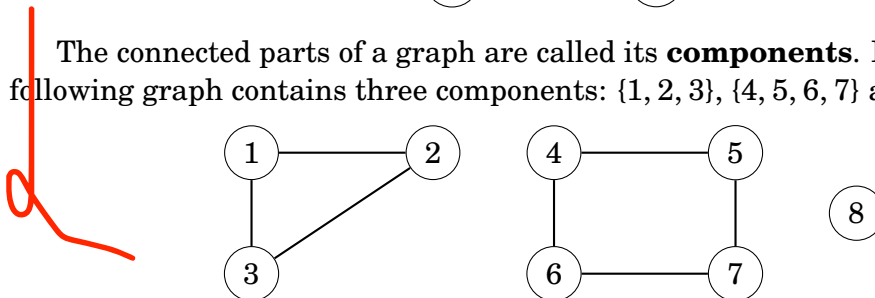 The connected parts of a graph are called its components.
following graph contains three components: {1, 2, 3}, {4, 5, 6, 7}
1 2 4 5
8
3 6 7